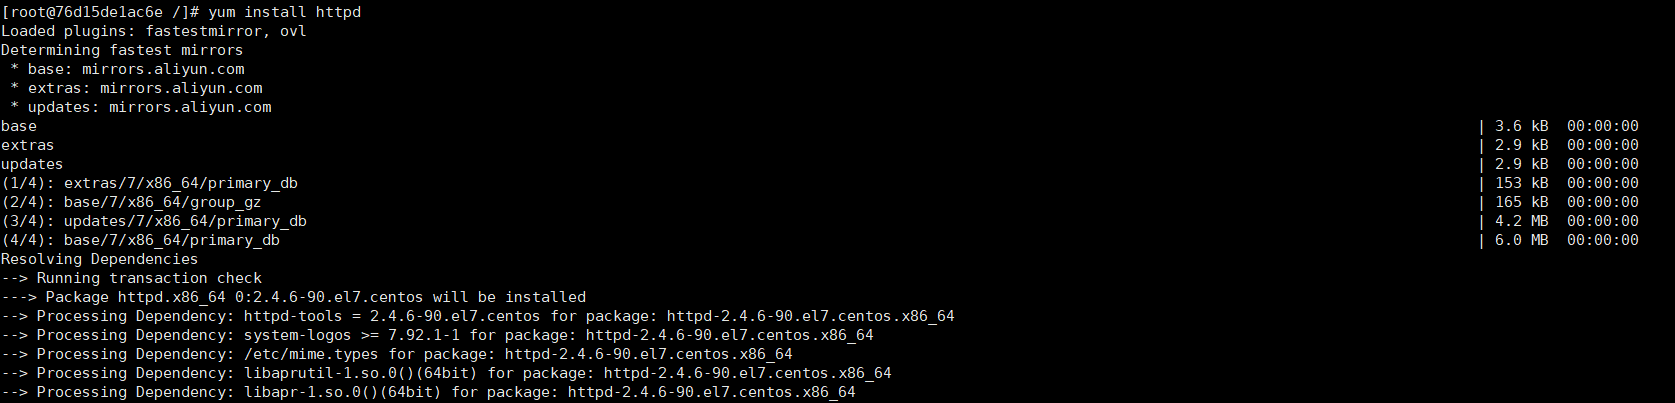 [root@76d15de1ac6e /]# yum install httpd
Loaded plugins: fastestmirror, ovl
Determining fastest mirrors
 * base: mirrors.aliyun.com
 * extras: mirrors.aliyun.com
 * updates: mirrors.aliyun.com
base | 3.6 kB 00:00:00
extras | 2.9 kB 00:00:00
updates | 2.9 kB 00:00:00
(1/4): extras/7/x86_64/primary_db | 153 kB 00:00:00
(2/4): base/7/x86_64/group_gz | 165 kB 00:00:00
(3/4): updates/7/x86_64/primary_db | 4.2 MB 00:00:00
(4/4): base/7/x86_64/primary_db | 6.0 MB 00:00:00
Resolving Dependencies
--> Running transaction check
---> Package httpd.x86_64 0:2.4.6-90.el7.centos will be installed
--> Processing Dependency: httpd-tools = 2.4.6-90.el7.centos for package: httpd-2.4.6-90.el7.centos.x86_64
--> Processing Dependency: system-logos >= 7.92.1-1 for package: httpd-2.4.6-90.el7.centos.x86_64
--> Processing Dependency: /etc/mime.types for package: httpd-2.4.6-90.el7.centos.x86_64
--> Processing Dependency: libaprutil-1.so.0()(64bit) for package: httpd-2.4.6-90.el7.centos.x86_64
--> Processing Dependency: libapr-1.so.0()(64bit) for package: httpd-2.4.6-90.el7.centos.x86_64